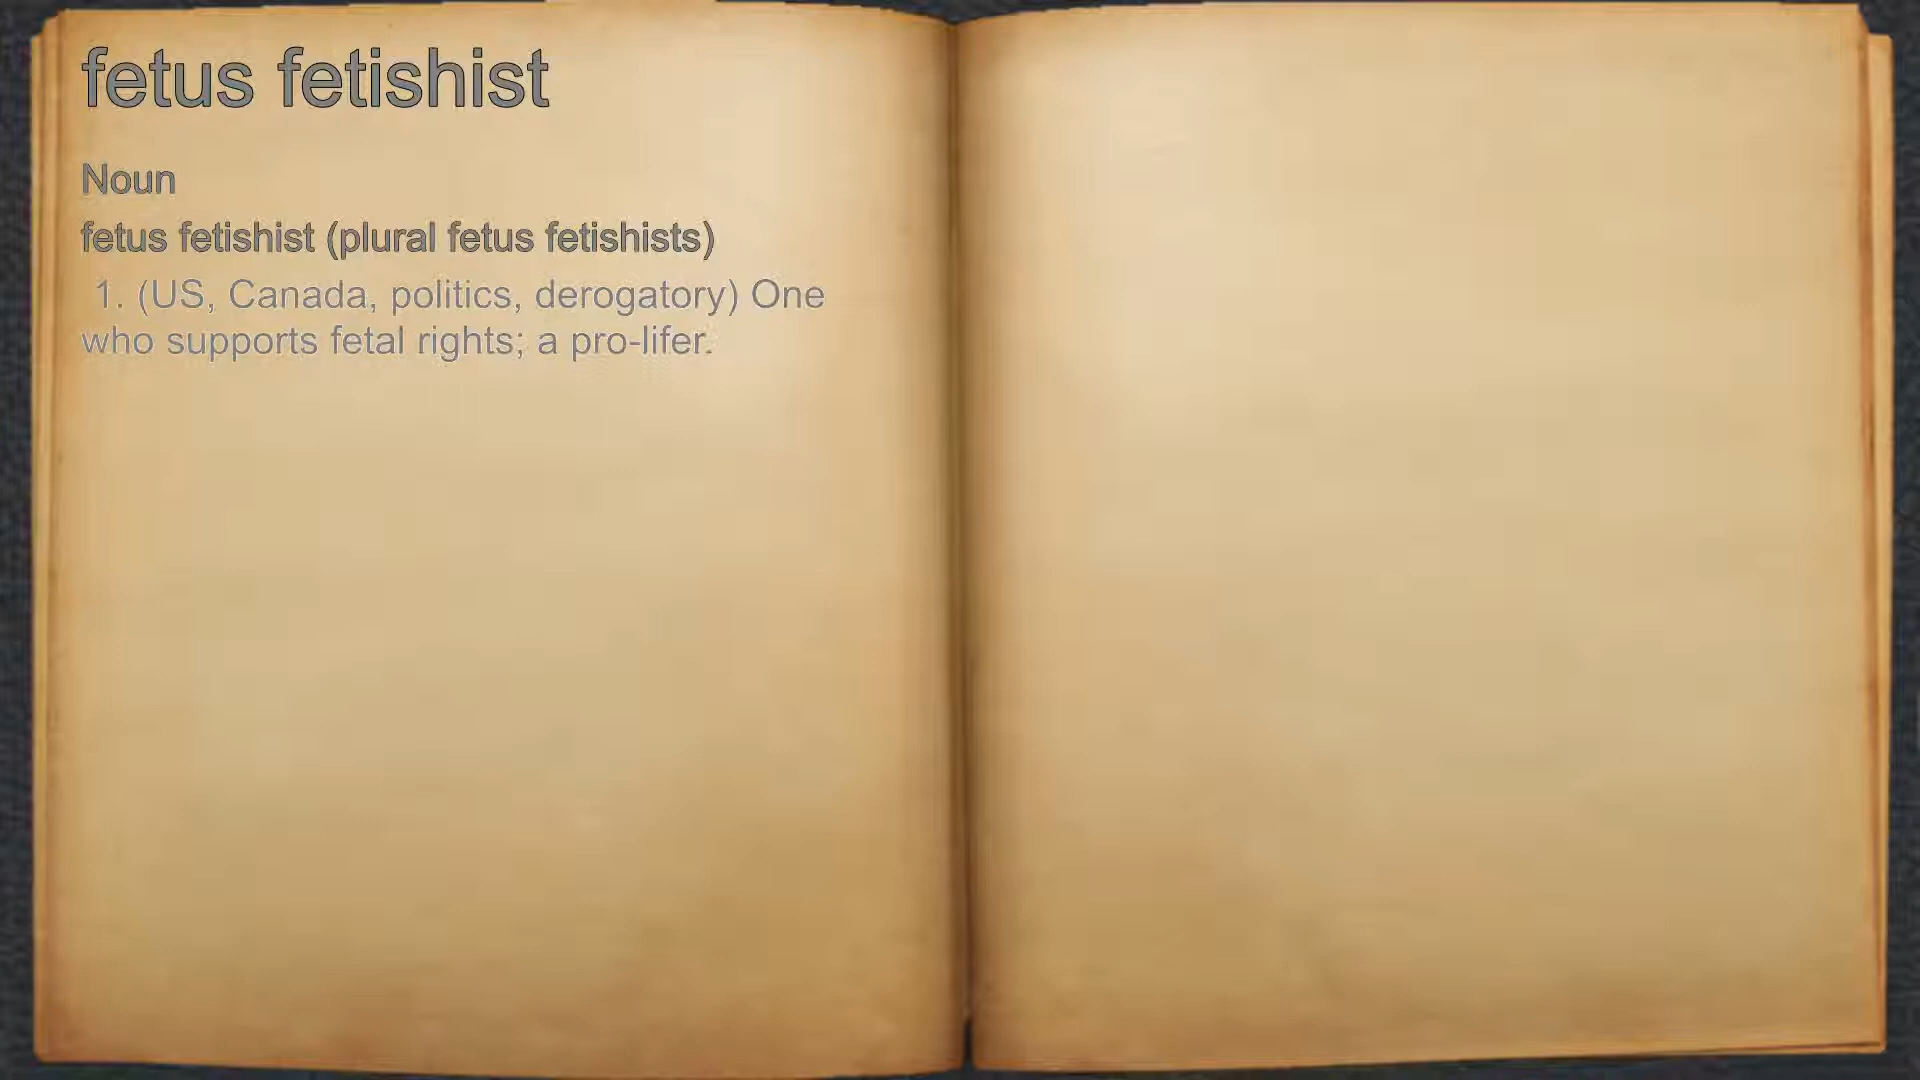 fetus fetishist
Noun
fetus fetishist (plural fetus fetishists)
1. (US, Canada, politics, derogatory) One
who supports fetal rights; a pro-lifer.